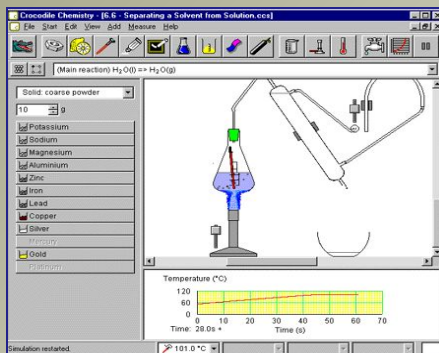 Crocodile Chemistry - [6.6 - Separating a Solvent from Solution.ccs]
File Start Edit View Add Measure Help
(Main reaction) H₂O(l) => H₂O(g)
Solid: coarse powder
10 g
Potassium
Sodium
Magnesium
Aluminium
Zinc
Iron
Lead
Copper
Silver
Mercury
Gold
Platinum
Temperature (°C)
120
60
0
0 10 20 30 40 50 60 70
Time: 28.0s + Time (s)
Simulation restarted. 101.0 °C